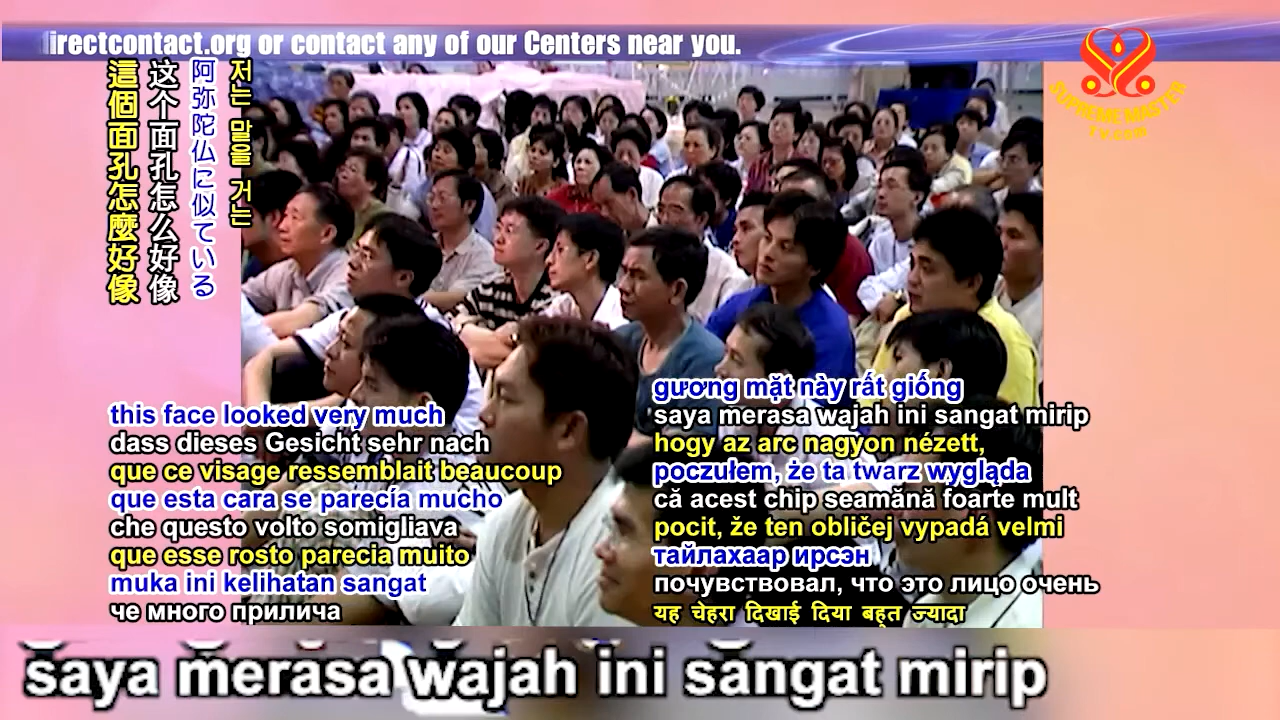 irectcontact.org or contact any of our Centers near you.
SUPREME MASTER
TV.com
저는 말을 거는
阿弥陀仏に似ている
这个面孔怎么好像
這個面孔怎麼好像
this face looked very much
dass dieses Gesicht sehr nach
que ce visage ressemblait beaucoup
que esta cara se parecía mucho
che questo volto somigliava
que esse rosto parecia muito
muka ini kelihatan sangat
че много прилича
gương mặt này rất giống
saya merasa wajah ini sangat mirip
hogy az arc nagyon nézett,
poczułem, że ta twarz wygląda
că acest chip seamănă foarte mult
pocit, že ten obličej vypadá velmi
тайлахаар ирсэн
почувствовал, что это лицо очень
यह चेहरा दिखाई दिया बहुत ज्यादा
saya merasa wajah ini sangat mirip